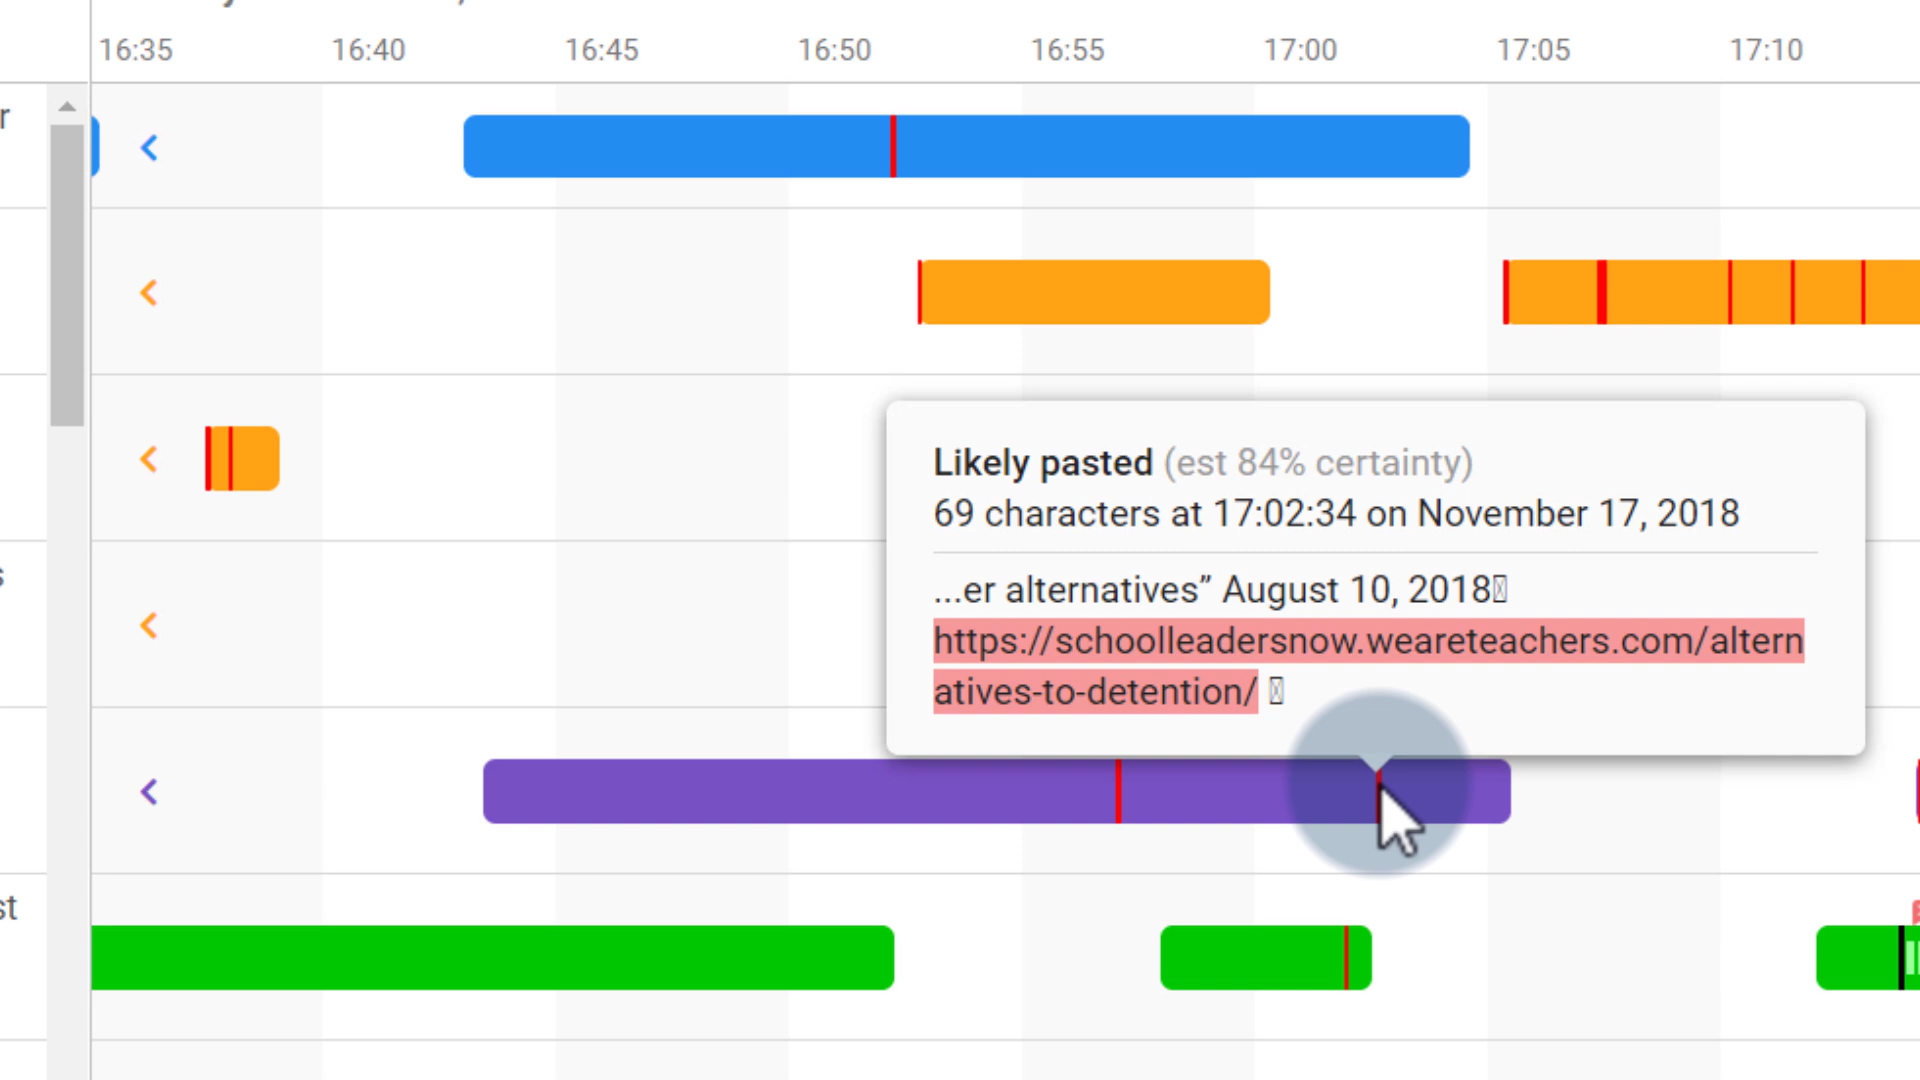 16:35 16:40 16:45 16:50 16:55 17:00 17:05 17:10
r
Likely pasted (est 84% certainty)
69 characters at 17:02:34 on November 17, 2018
...er alternatives” August 10, 2018
https://schoolleadersnow.weareteachers.com/altern
atives-to-detention/
s
st